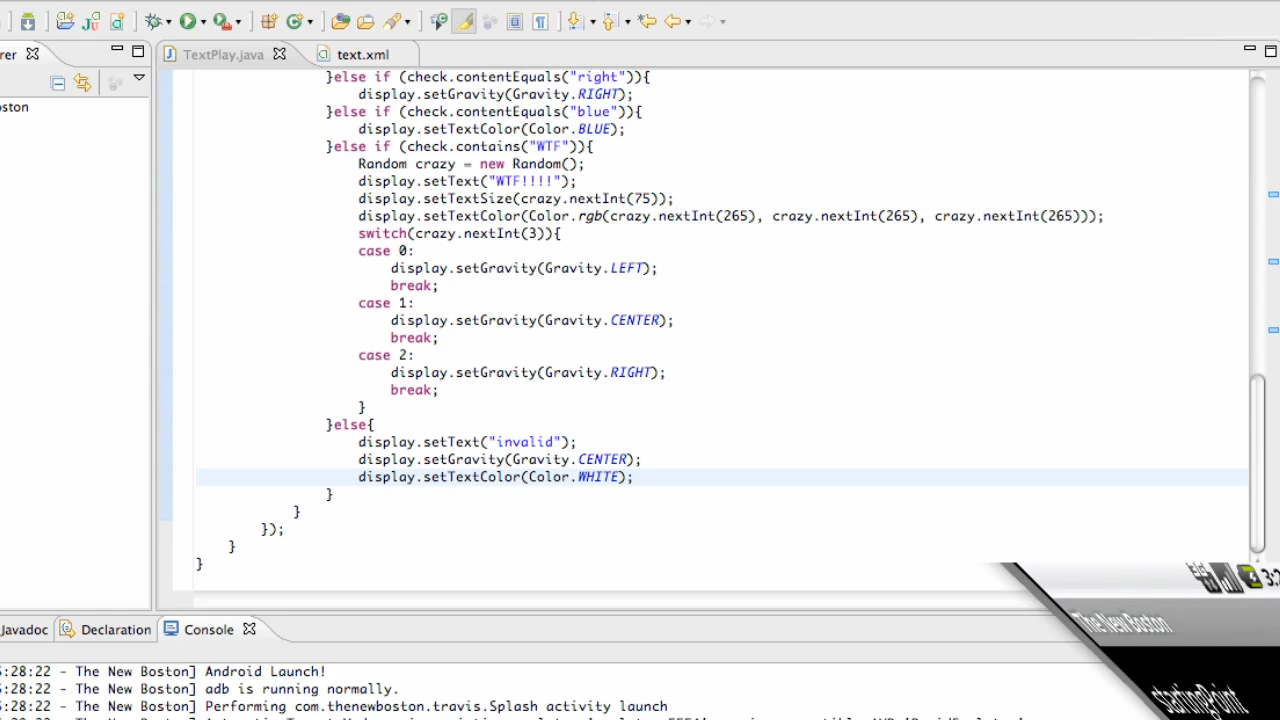 TextPlay.java
text.xml
}else if (check.contentEquals("right")){
display.setGravity(Gravity.RIGHT);
}else if (check.contentEquals("blue")){
display.setTextColor(Color.BLUE);
}else if (check.contains("WTF")){
Random crazy = new Random();
display.setText("WTF!!!!");
display.setTextSize(crazy.nextInt(75));
display.setTextColor(Color.rgb(crazy.nextInt(265), crazy.nextInt(265), crazy.nextInt(265)));
switch(crazy.nextInt(3)){
case 0:
display.setGravity(Gravity.LEFT);
break;
case 1:
display.setGravity(Gravity.CENTER);
break;
case 2:
display.setGravity(Gravity.RIGHT);
break;
}
}else{
display.setText("invalid");
display.setGravity(Gravity.CENTER);
display.setTextColor(Color.WHITE);
}
}
});
}
}
The New Boston
startingPoint
Javadoc
Declaration
Console
:28:22 - The New Boston] Android Launch!
:28:22 - The New Boston] adb is running normally.
:28:22 - The New Boston] Performing com.thenewboston.travis.Splash activity launch